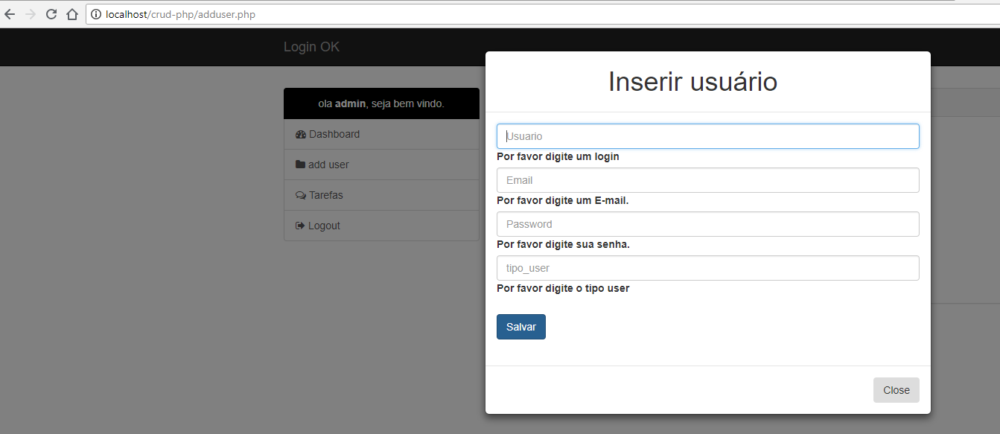 localhost/crud-php/adduser.php
Login OK
ola admin, seja bem vindo.
Dashboard
add user
Tarefas
Logout
Inserir usuário
Usuario
Por favor digite um login
Email
Por favor digite um E-mail.
Password
Por favor digite sua senha.
tipo_user
Por favor digite o tipo user
Salvar
Close